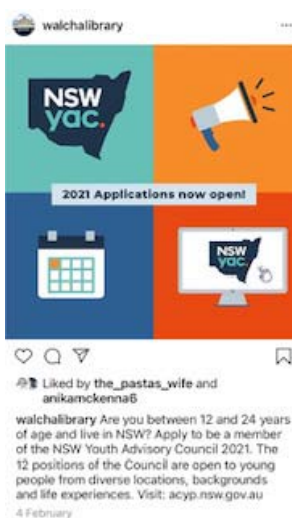 walchalibrary
NSW
yac.
2021 Applications now open!
NSW
yac.
Liked by the_pastas_wife and
anikamckenna6
walchalibrary Are you between 12 and 24 years
of age and live in NSW? Apply to be a member
of the NSW Youth Advisory Council 2021. The
12 positions of the Council are open to young
people from diverse locations, backgrounds
and life experiences. Visit: acyp.nsw.gov.au
4 February